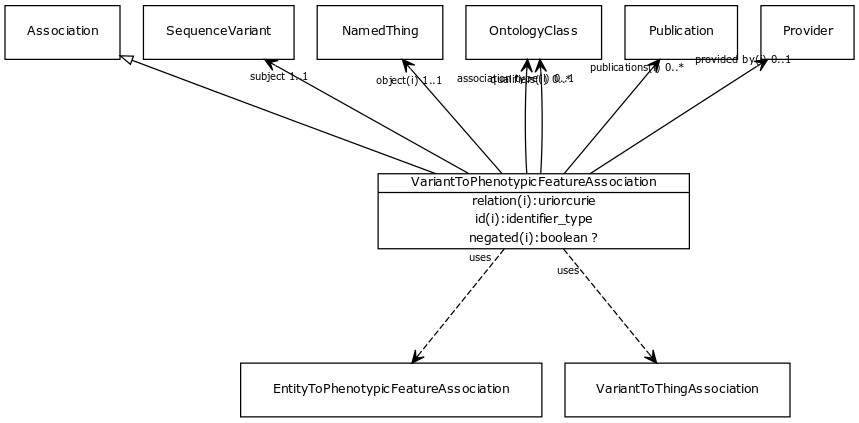 Association
SequenceVariant
NamedThing
OntologyClass
Publication
Provider
subject 1..1
object(i) 1..1
association type(i) 0..1
qualifiers(i) 0..*
publications(i) 0..*
provided by(i) 0..1
VariantToPhenotypicFeatureAssociation
relation(i):uriorcurie
id(i):identifier_type
negated(i):boolean ?
uses
uses
EntityToPhenotypicFeatureAssociation
VariantToThingAssociation